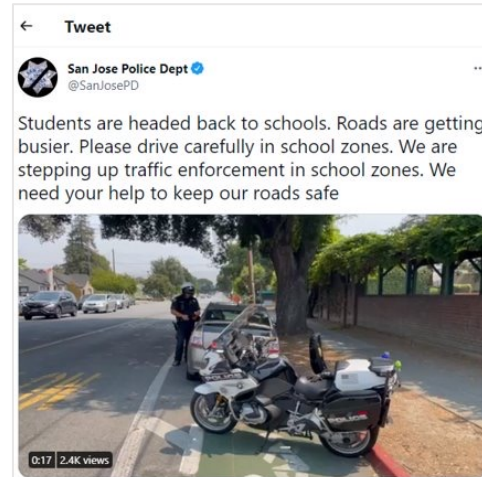 Tweet
San Jose Police Dept
@SanJosePD
Students are headed back to schools. Roads are getting
busier. Please drive carefully in school zones. We are
stepping up traffic enforcement in school zones. We
need your help to keep our roads safe
POLICE
POLICE
0:17 2.4K views